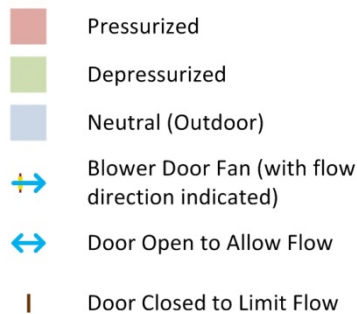 Pressurized
Depressurized
Neutral (Outdoor)
Blower Door Fan (with flow
direction indicated)
Door Open to Allow Flow
Door Closed to Limit Flow